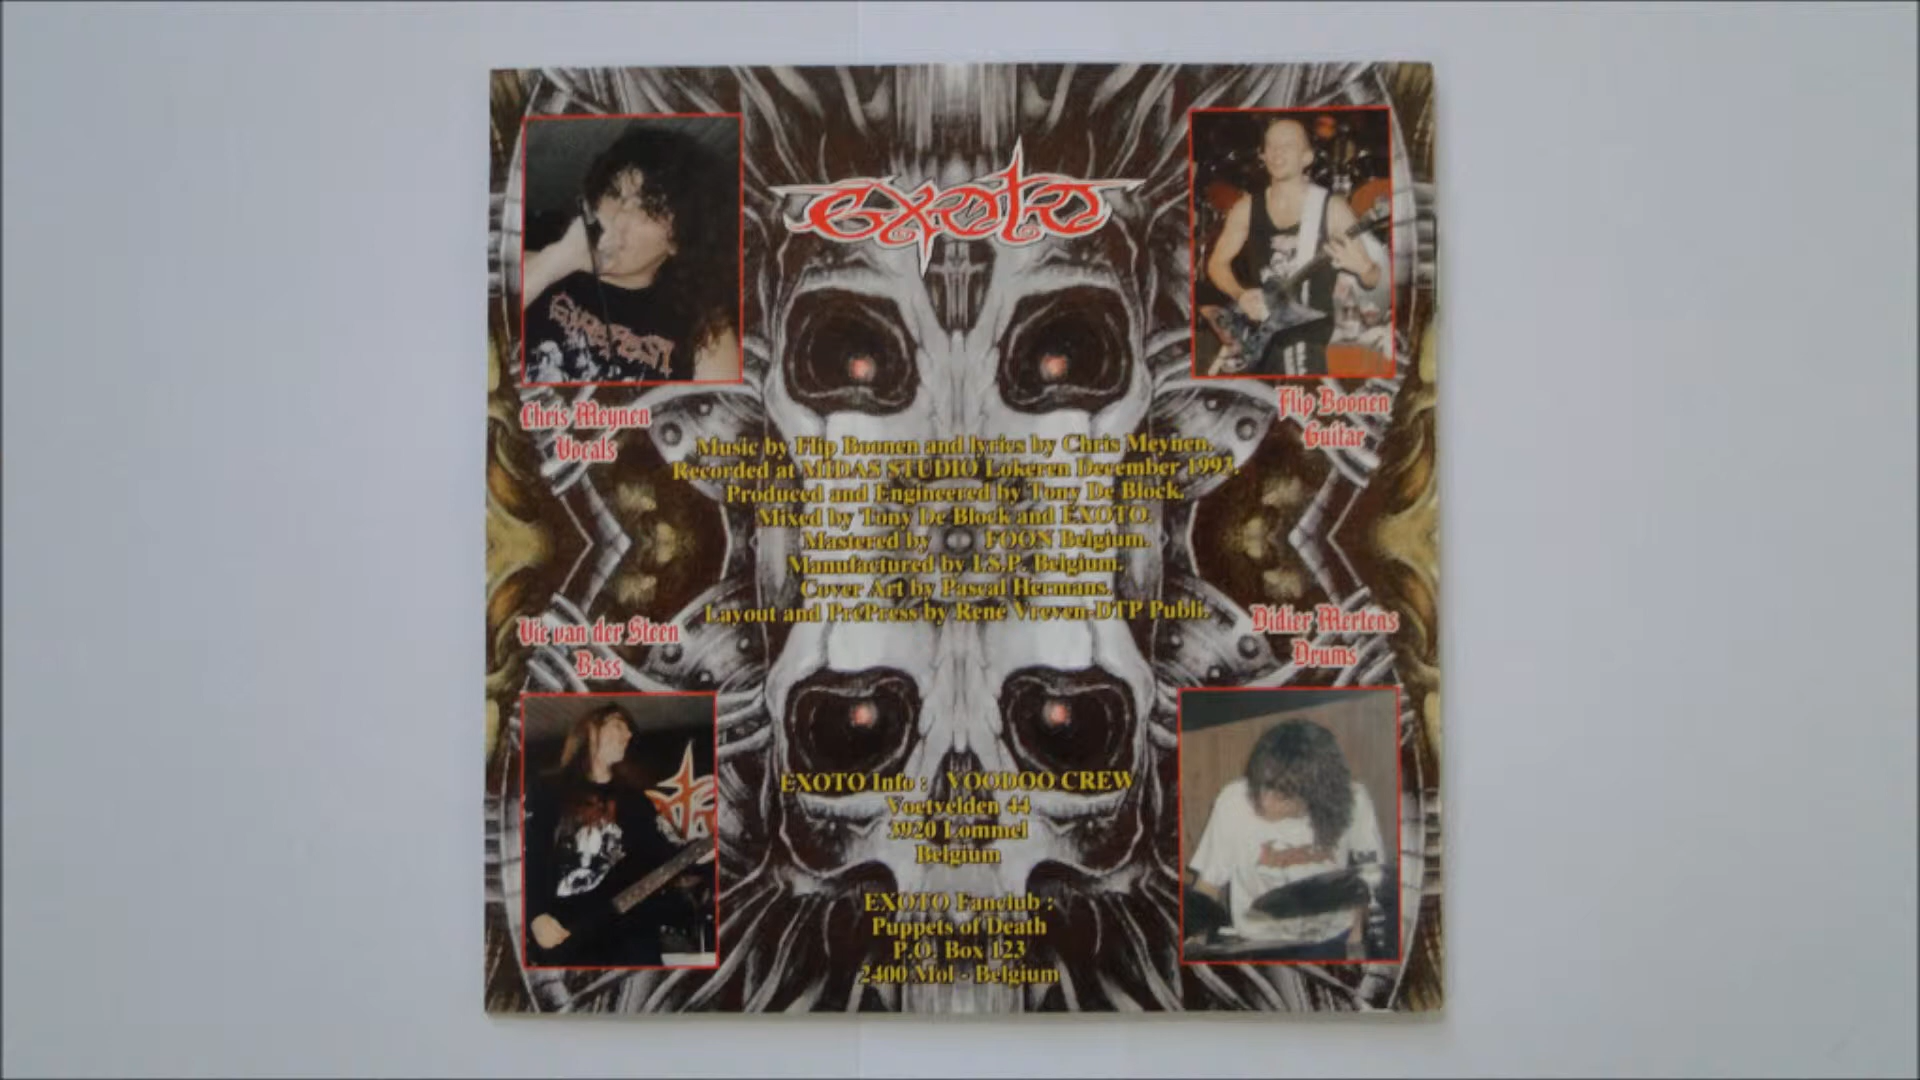 EXOTO
GOREFEST
Chris Meynen
Vocals
Flip Boonen
Guitar
Music by Flip Boonen and lyrics by Chris Meynen.
Recorded at MIDAS STUDIO Lokeren December 1993.
Produced and Engineered by Tony De Block.
Mixed by Tony De Block and EXOTO.
Mastered by FOON Belgium.
Manufactured by I.S.P. Belgium.
Cover Art by Pascal Hermans.
Layout and PrePress by René Vreven-DTP Publi.
Vic van der Steen
Bass
Didier Mertens
Drums
EXOTO Info : VOODOO CREW
Voetvelden 44
3920 Lommel
Belgium
EXOTO Fanclub :
Puppets of Death
P.O. Box 123
2400 Mol - Belgium